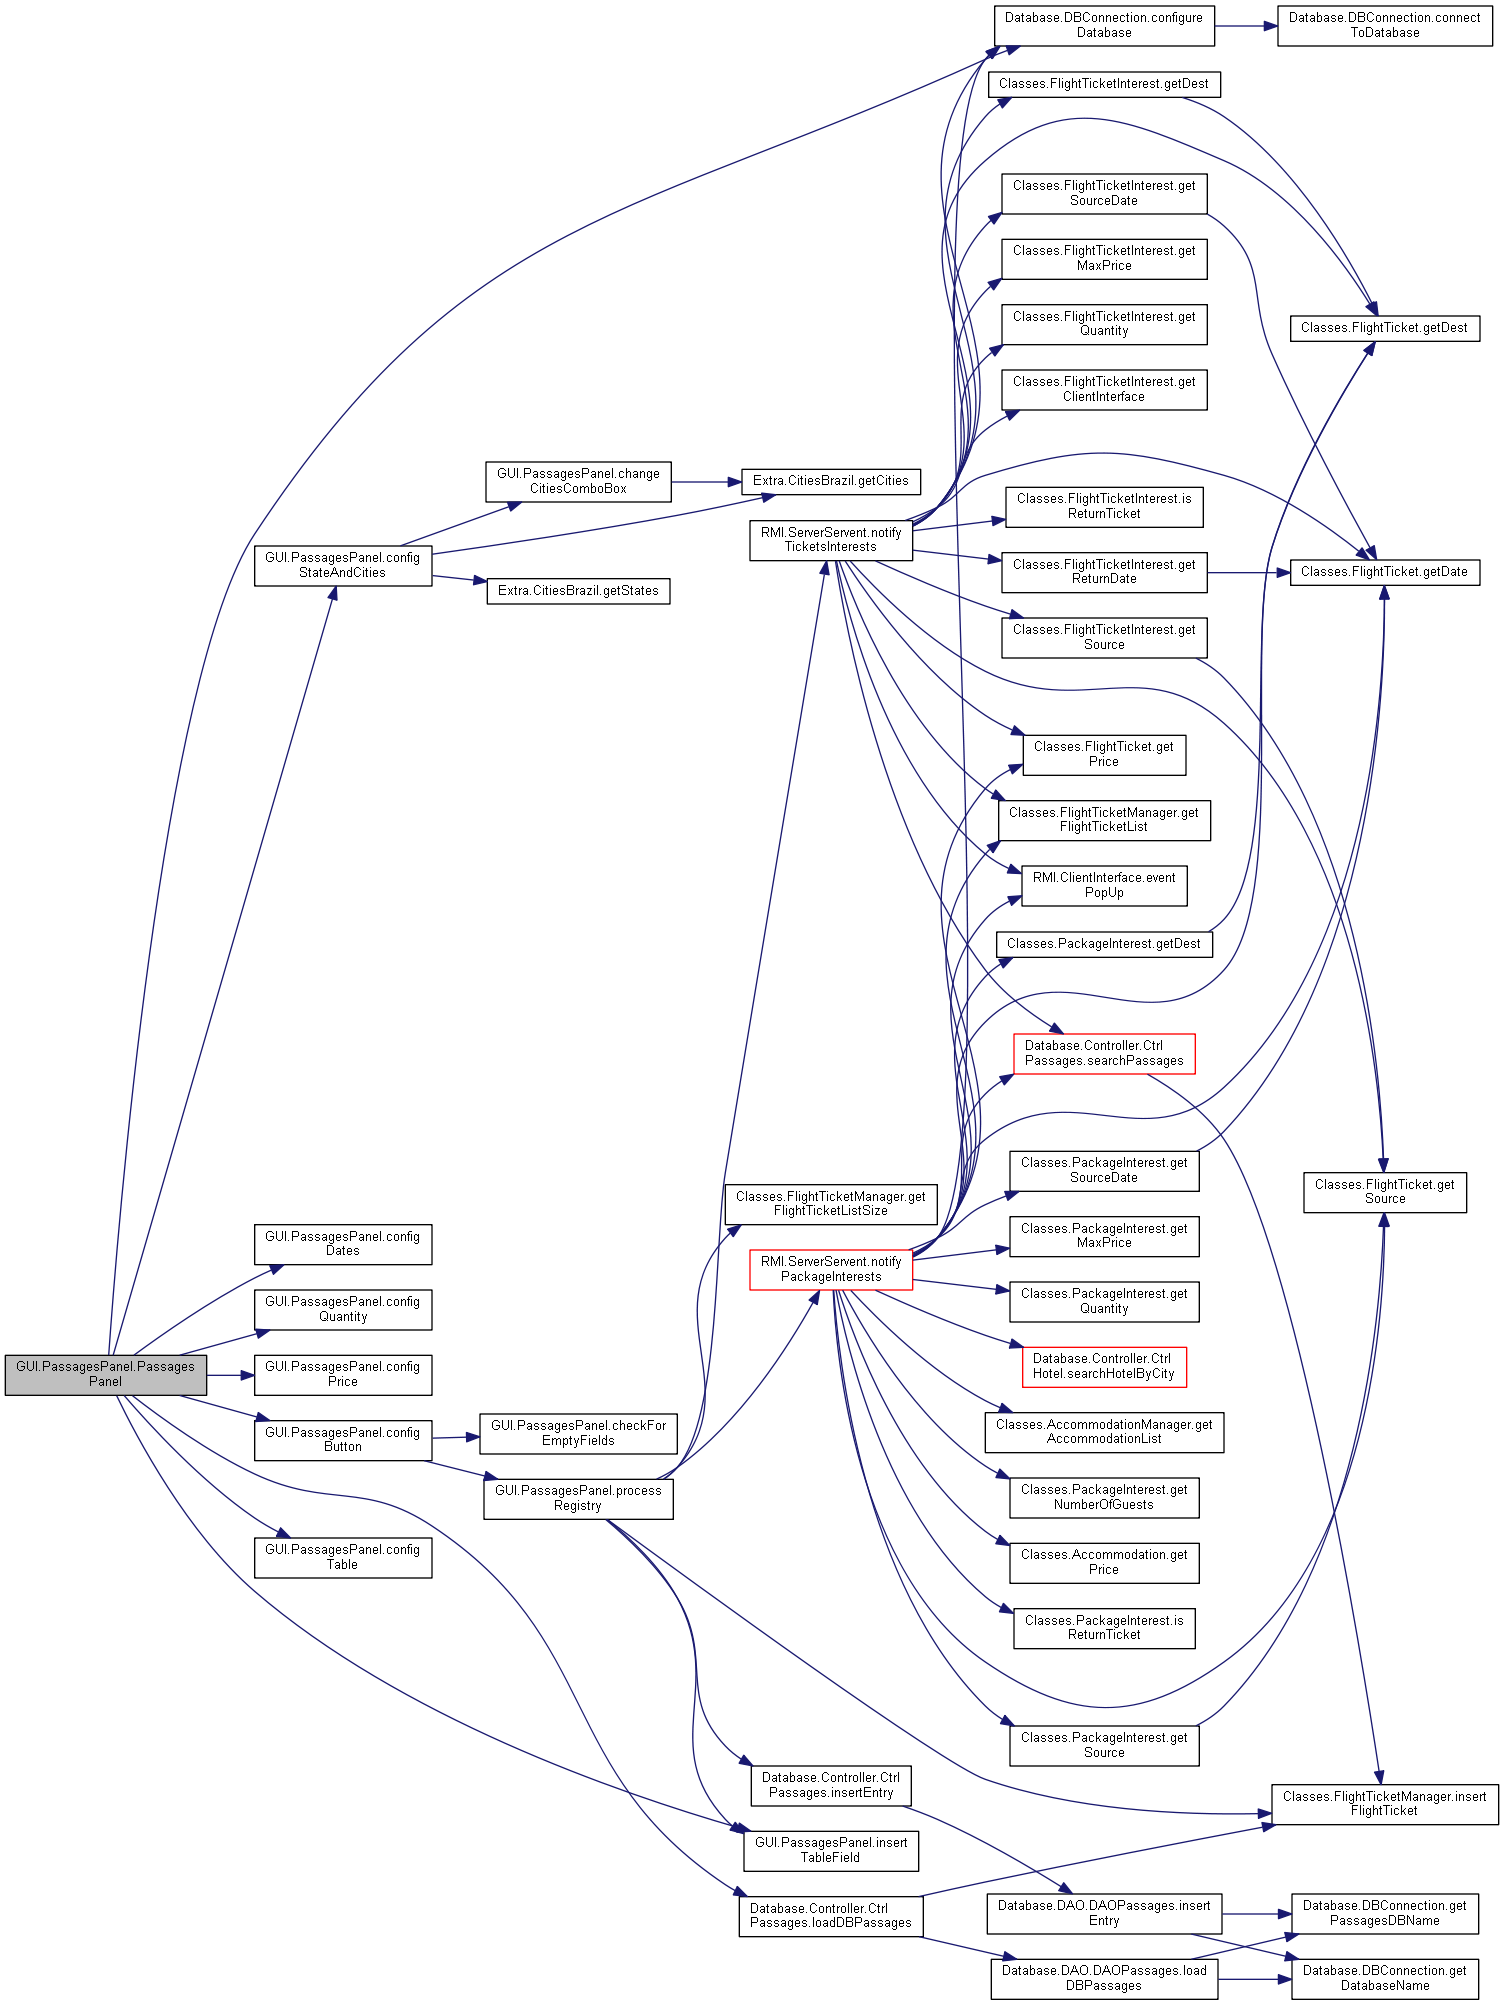 Database.DBConnection.configure
Database
Database.DBConnection.connect
ToDatabase
Classes.FlightTicketInterest.getDest
Classes.FlightTicketInterest.get
SourceDate
Classes.FlightTicketInterest.get
MaxPrice
Classes.FlightTicketInterest.get
Quantity
Classes.FlightTicket.getDest
Classes.FlightTicketInterest.get
ClientInterface
GUI.PassagesPanel.change
CitiesComboBox
Extra.CitiesBrazil.getCities
Classes.FlightTicketInterest.is
ReturnTicket
RMI.ServerServent.notify
TicketsInterests
GUI.PassagesPanel.config
StateAndCities
Classes.FlightTicketInterest.get
ReturnDate
Classes.FlightTicket.getDate
Extra.CitiesBrazil.getStates
Classes.FlightTicketInterest.get
Source
Classes.FlightTicket.get
Price
Classes.FlightTicketManager.get
FlightTicketList
RMI.ClientInterface.event
PopUp
Classes.PackageInterest.getDest
Database.Controller.Ctrl
Passages.searchPassages
Classes.PackageInterest.get
SourceDate
Classes.FlightTicket.get
Source
Classes.FlightTicketManager.get
FlightTicketListSize
GUI.PassagesPanel.config
Dates
Classes.PackageInterest.get
MaxPrice
RMI.ServerServent.notify
PackageInterests
GUI.PassagesPanel.config
Quantity
Classes.PackageInterest.get
Quantity
GUI.PassagesPanel.Passages
Panel
GUI.PassagesPanel.config
Price
Database.Controller.Ctrl
Hotel.searchHotelByCity
GUI.PassagesPanel.config
Button
GUI.PassagesPanel.checkFor
EmptyFields
Classes.AccommodationManager.get
AccommodationList
GUI.PassagesPanel.process
Registry
Classes.PackageInterest.get
NumberOfGuests
GUI.PassagesPanel.config
Table
Classes.Accommodation.get
Price
Classes.PackageInterest.is
ReturnTicket
Classes.PackageInterest.get
Source
Database.Controller.Ctrl
Passages.insertEntry
Classes.FlightTicketManager.insert
FlightTicket
GUI.PassagesPanel.insert
TableField
Database.Controller.Ctrl
Passages.loadDBPassages
Database.DAO.DAOPassages.insert
Entry
Database.DBConnection.get
PassagesDBName
Database.DAO.DAOPassages.load
DBPassages
Database.DBConnection.get
DatabaseName